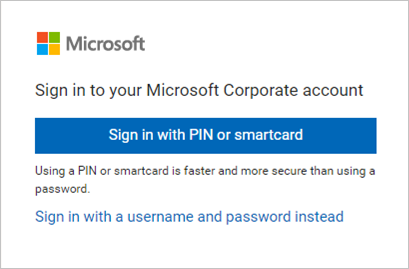 Microsoft
Sign in to your Microsoft Corporate account
Sign in with PIN or smartcard
Using a PIN or smartcard is faster and more secure than using a
password.
Sign in with a username and password instead